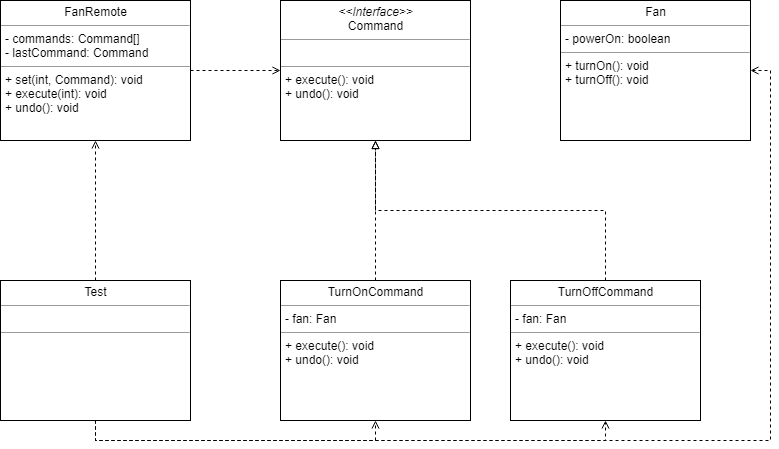 FanRemote
- commands: Command[]
- lastCommand: Command
+ set(int, Command): void
+ execute(int): void
+ undo(): void
<<Interface>>
Command
+ execute(): void
+ undo(): void
Fan
- powerOn: boolean
+ turnOn(): void
+ turnOff(): void
Test
TurnOnCommand
- fan: Fan
+ execute(): void
+ undo(): void
TurnOffCommand
- fan: Fan
+ execute(): void
+ undo(): void